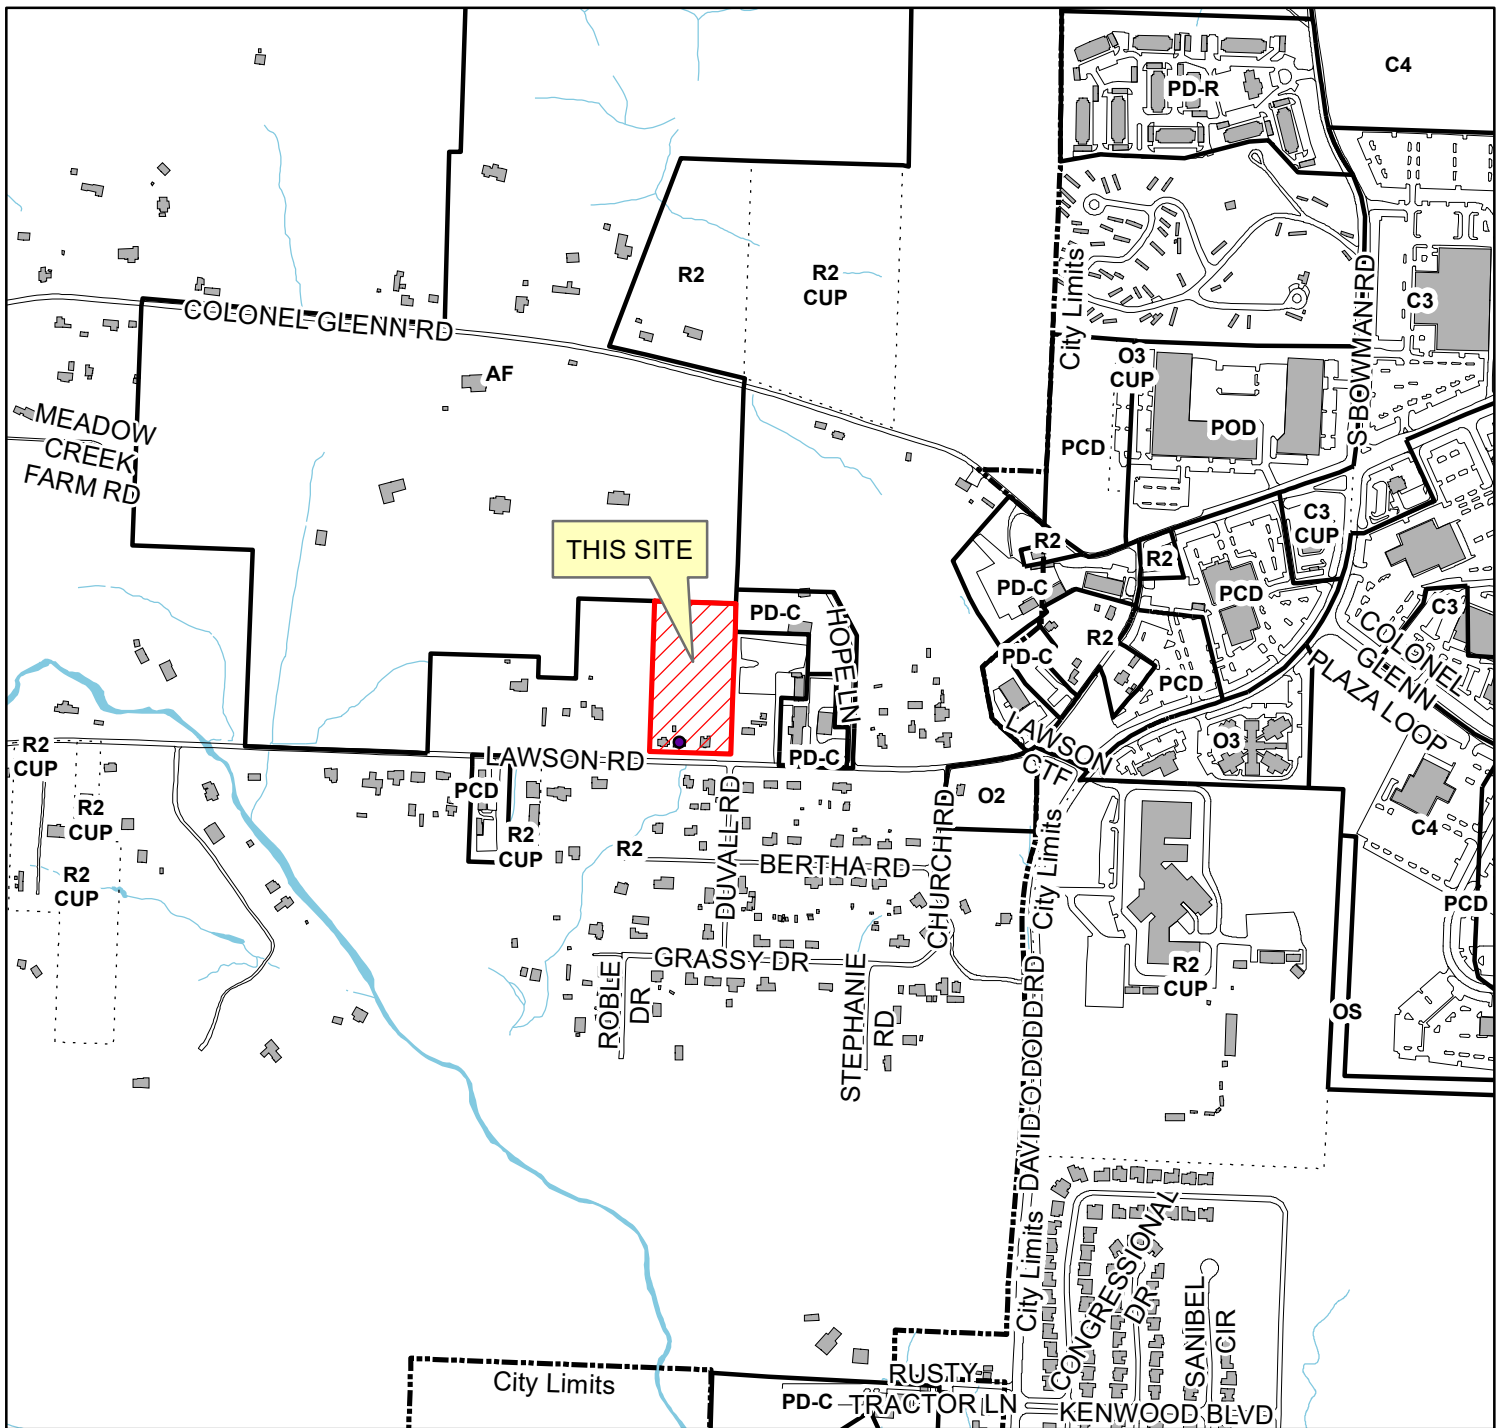 C4
PD-R
R2
R2
CUP
City Limits
S BOWMAN RD
C3
COLONEL GLENN RD
AF
O3
CUP
MEADOW
CREEK
FARM RD
PCD
POD
THIS SITE
C3
CUP
R2
R2
PD-C
PCD
PD-C
HOPE LN
C3
COLONEL
GLENN
PLAZA LOOP
R2
PD-C
PCD
LAWSON
CTF
O3
R2
CUP
LAWSON RD
PD-C
PCD
O2
R2
CUP
R2
CUP
C4
R2
DUVALL RD
BERTHA RD
CHURCH RD
City Limits
R2
CUP
PCD
GRASSY DR
ROBLE
DR
STEPHANIE
RD
R2
CUP
OS
DAVID O DODD RD
City Limits
CONGRESSIONAL
DR
SANIBEL
CIR
City Limits
RUSTY
TRACTOR LN
PD-C
KENWOOD BLVD